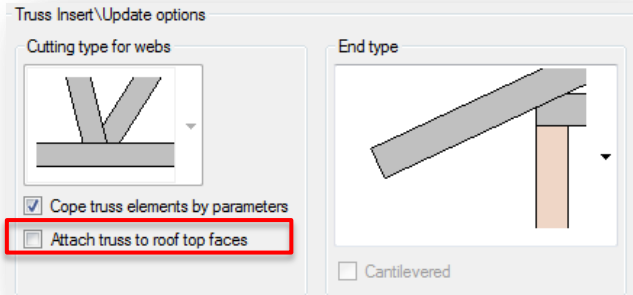 Truss Insert\Update options
Cutting type for webs
End type
Cope truss elements by parameters
Attach truss to roof top faces
Cantilevered